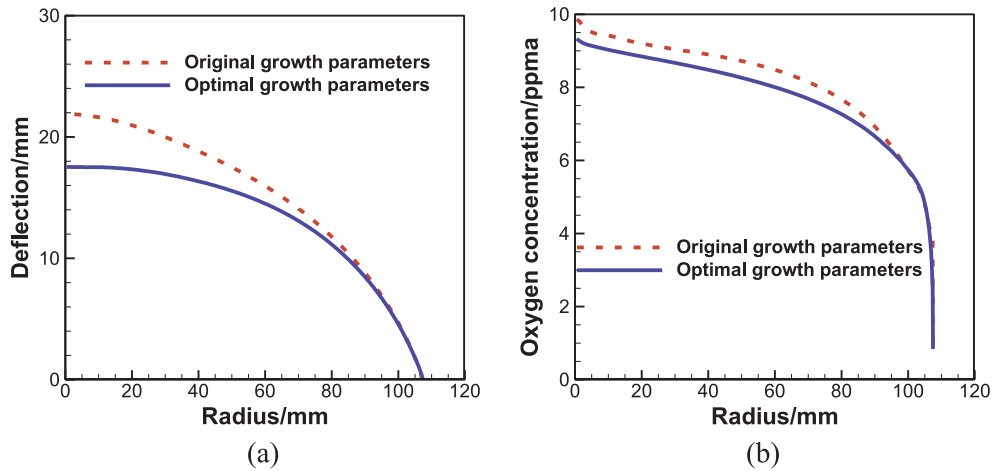 30
20
10
0
Deflection/mm
Original growth parameters
Optimal growth parameters
0 20 40 60 80 100 120
Radius/mm
(a)
10
8
6
4
2
0
Oxygen concentration/ppma
Original growth parameters
Optimal growth parameters
0 20 40 60 80 100 120
Radius/mm
(b)